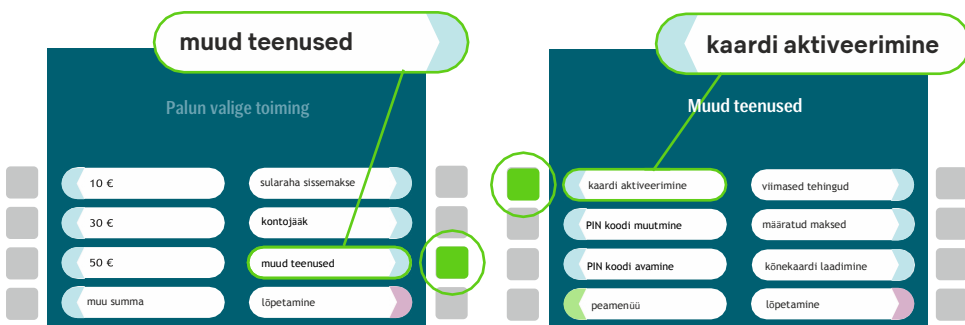 muud teenused
Palun valige toiming
10 €
sularaha sissemakse
30 €
kontojääk
50 €
muud teenused
muu summa
lõpetamine
kaardi aktiveerimine
Muud teenused
kaardi aktiveerimine
viimased tehingud
PIN koodi muutmine
määratud maksed
PIN koodi avamine
kõnekaardi laadimine
peamenüü
lõpetamine